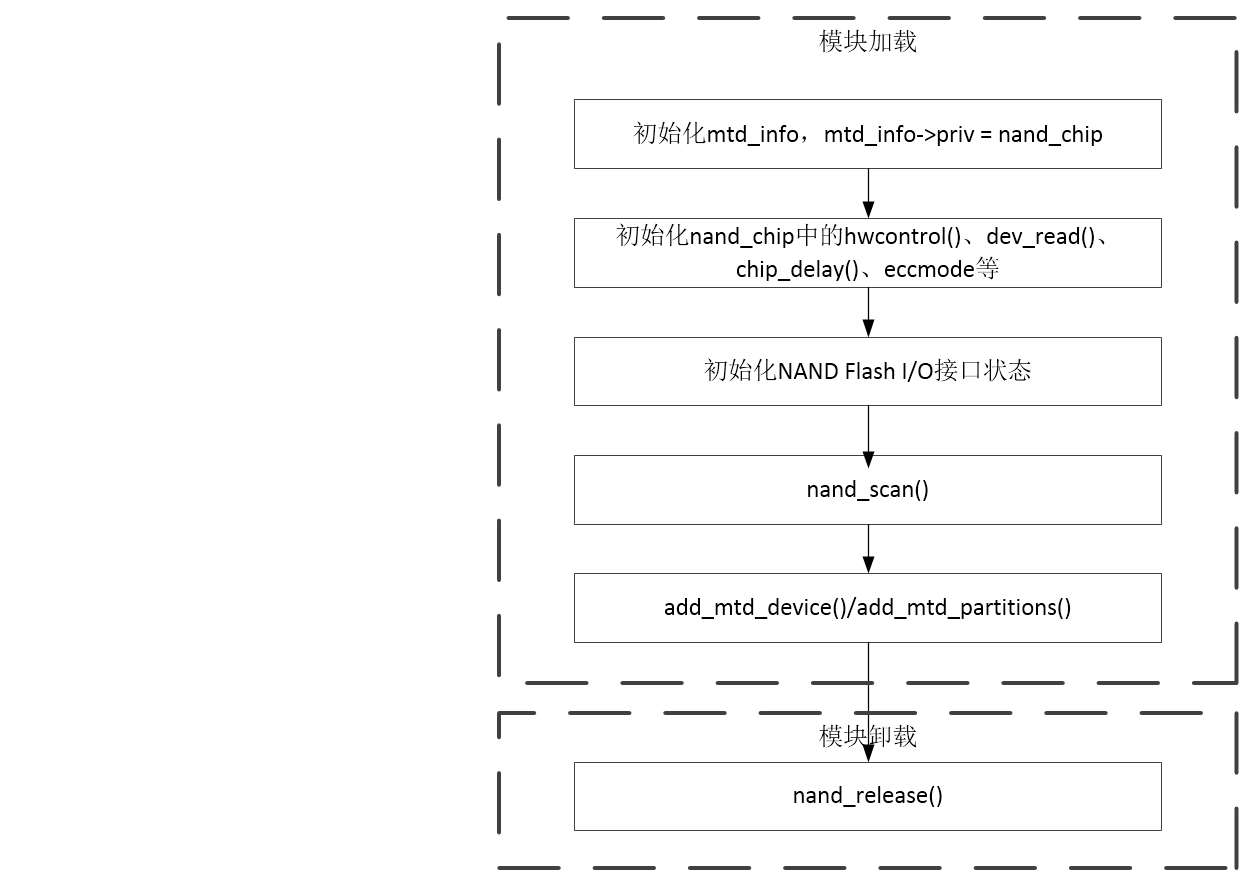 模块加载
初始化mtd_info，mtd_info->priv = nand_chip
初始化nand_chip中的hwcontrol()、dev_read()、
chip_delay()、eccmode等
初始化NAND Flash I/O接口状态
nand_scan()
add_mtd_device()/add_mtd_partitions()
模块卸载
nand_release()